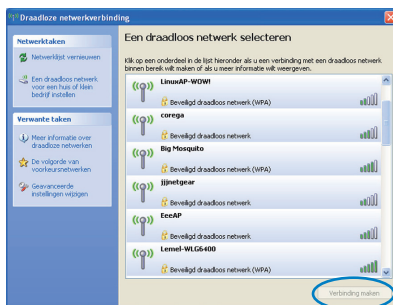 Draadloze netwerkverbinding
Netwerktaken
Netwerklijst vernieuwen
Een draadloos netwerk
voor een huis of klein
bedrijf instellen
Verwante taken
Meer informatie over
draadloze netwerken
De volgorde van
voorkeursnetwerken
Geavanceerde
instellingen wijzigen
Een draadloos netwerk selecteren
Klik op een onderdeel in de lijst hieronder als u een verbinding met een draadloos netwerk
binnen bereik wilt maken of als u meer informatie wilt weergeven.
LinuxAP-WOW!
Beveiligd draadloos netwerk (WPA)
corega
Beveiligd draadloos netwerk
Big Mosquito
Beveiligd draadloos netwerk (WPA)
jjjnetgear
Beveiligd draadloos netwerk
EeeAP
Beveiligd draadloos netwerk
Lemel-WLG6400
Beveiligd draadloos netwerk (WPA)
Verbinding maken